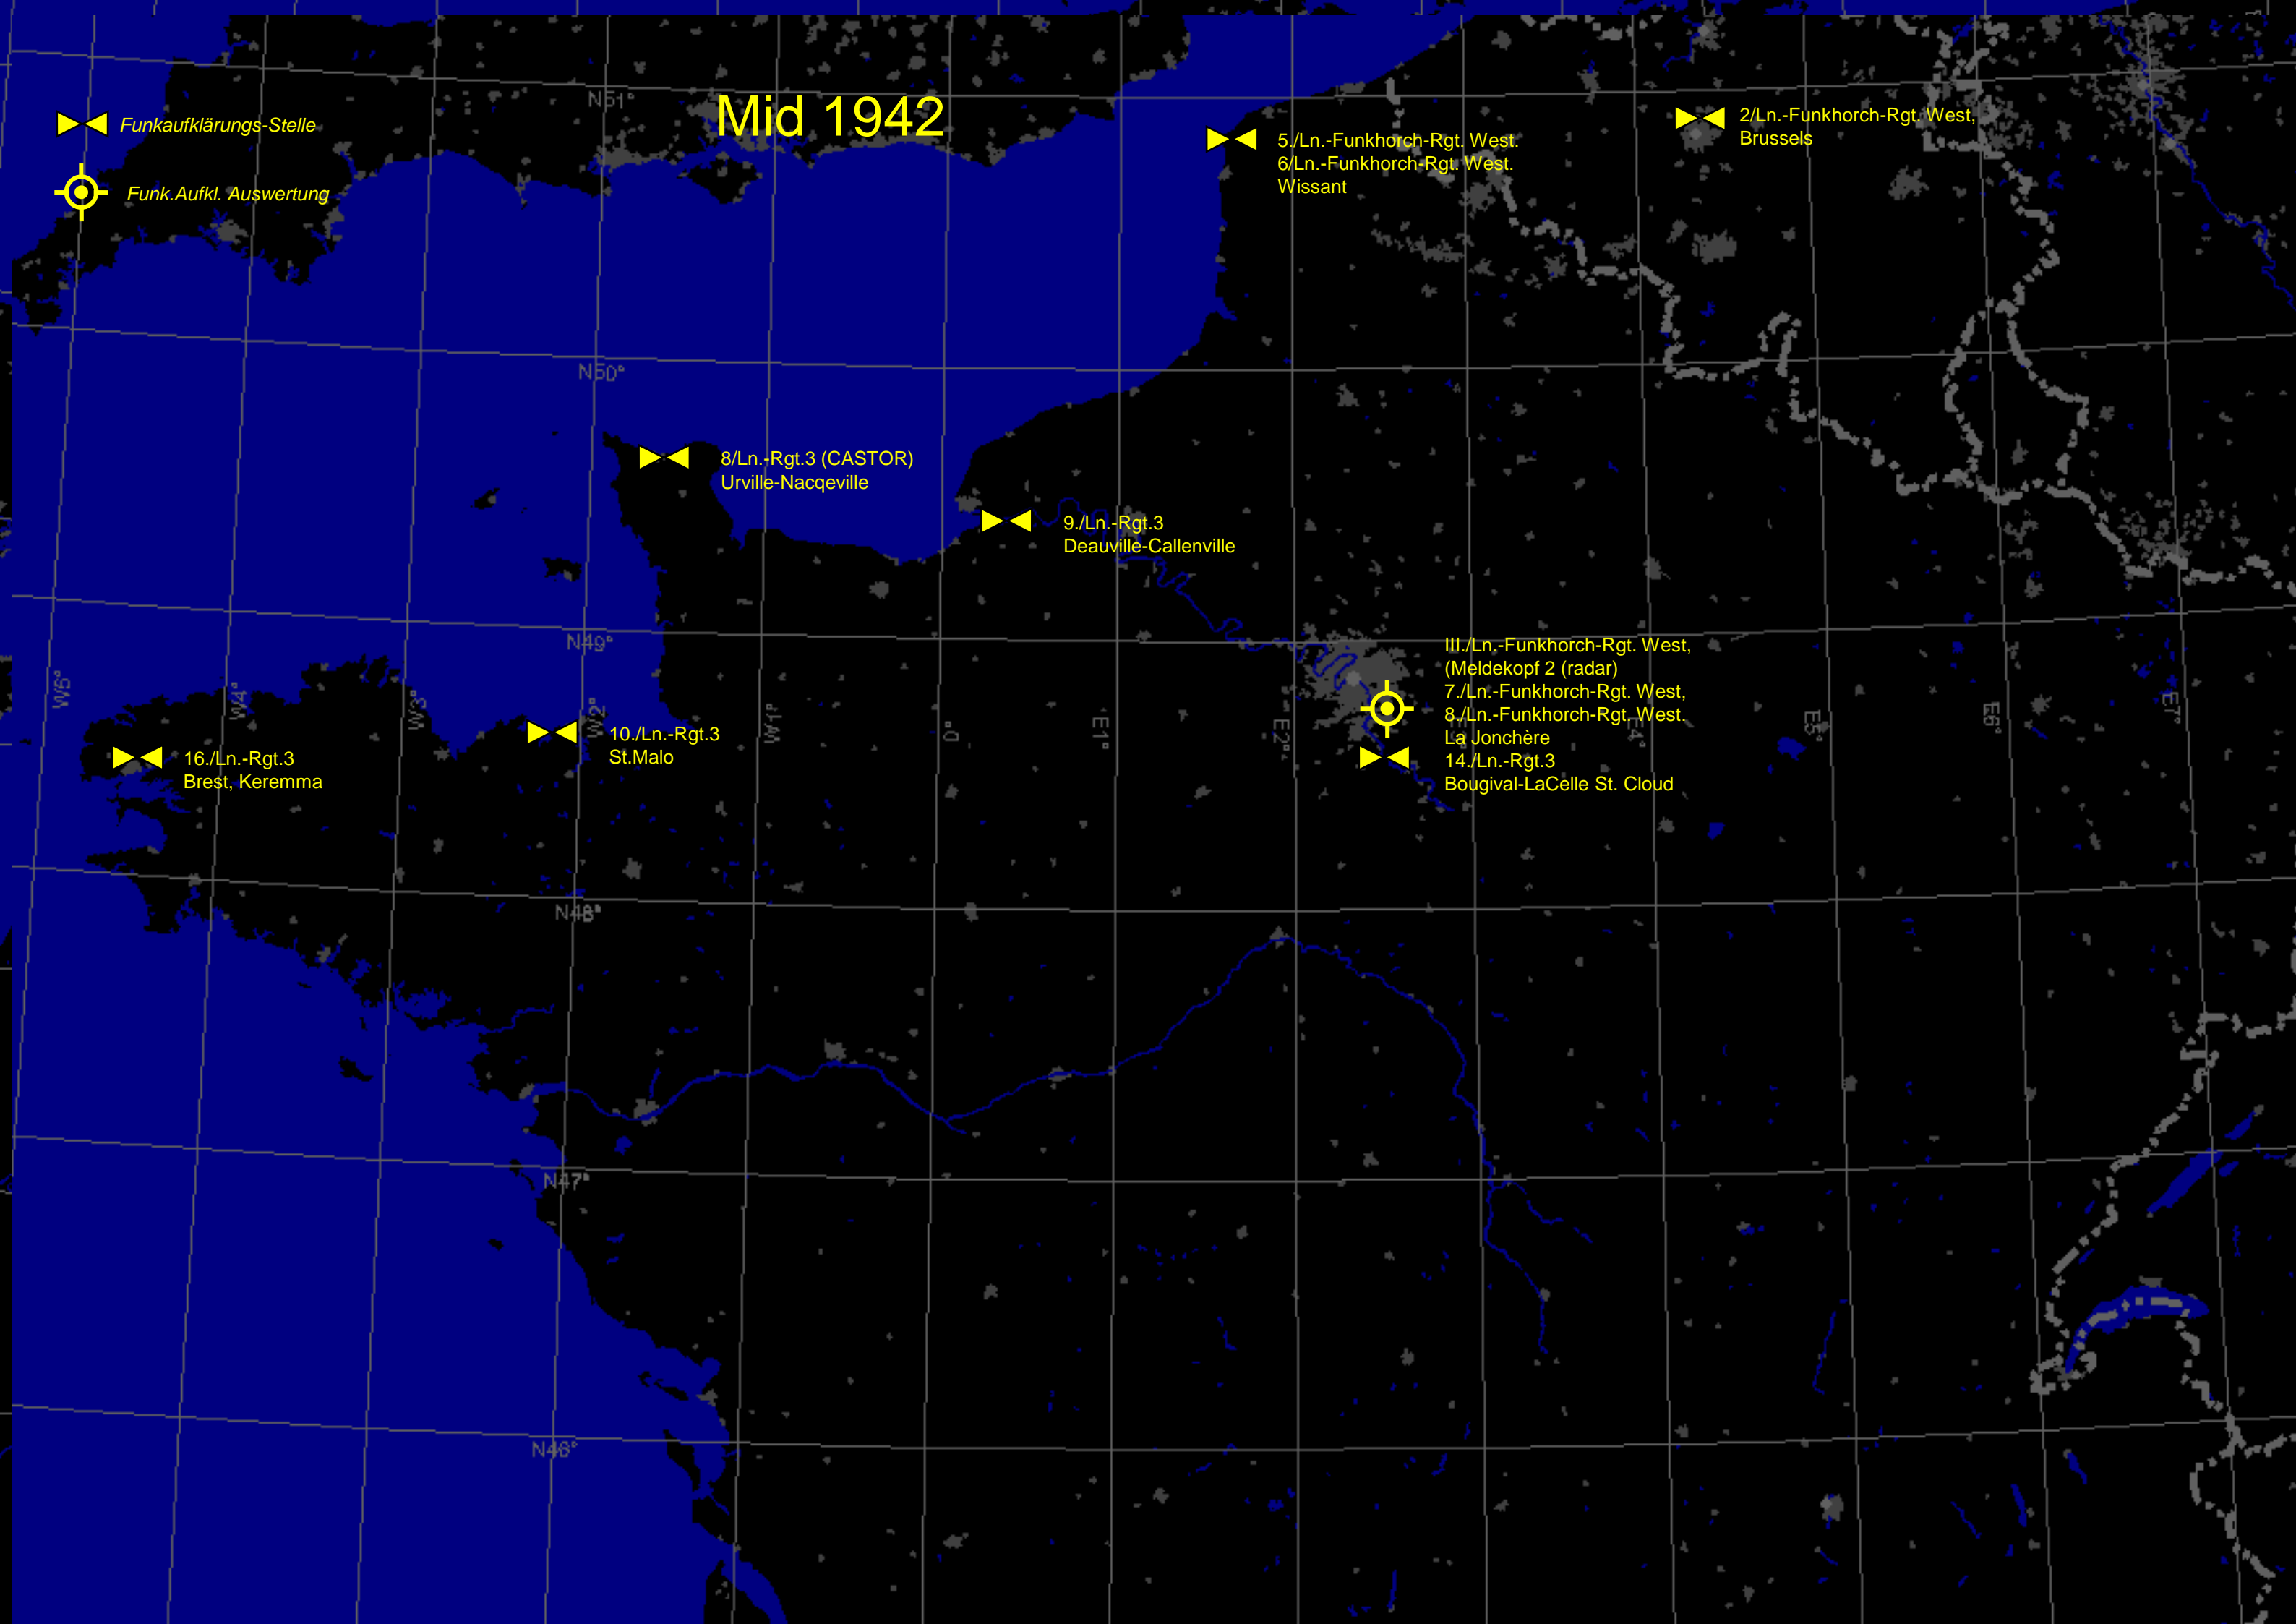 N51°
Mid 1942
Funkaufklärungs-Stelle
Funk.Aufkl. Auswertung
5./Ln.-Funkhorch-Rgt. West.
6/Ln.-Funkhorch-Rgt. West.
Wissant
2/Ln.-Funkhorch-Rgt. West,
Brussels
N50°
8/Ln.-Rgt.3 (CASTOR)
Urville-Nacqeville
9./Ln.-Rgt.3
Deauville-Callenville
N49°
III./Ln.-Funkhorch-Rgt. West,
(Meldekopf 2 (radar)
7./Ln.-Funkhorch-Rgt. West,
8./Ln.-Funkhorch-Rgt. West.
La Jonchère
14./Ln.-Rgt.3
Bougival-LaCelle St. Cloud
W4°
W3°
W2°
W1°
0°
E1°
E2°
E4°
E5°
E6°
E7°
10./Ln.-Rgt.3
St.Malo
16./Ln.-Rgt.3
Brest, Keremma
N48°
N47°
N46°